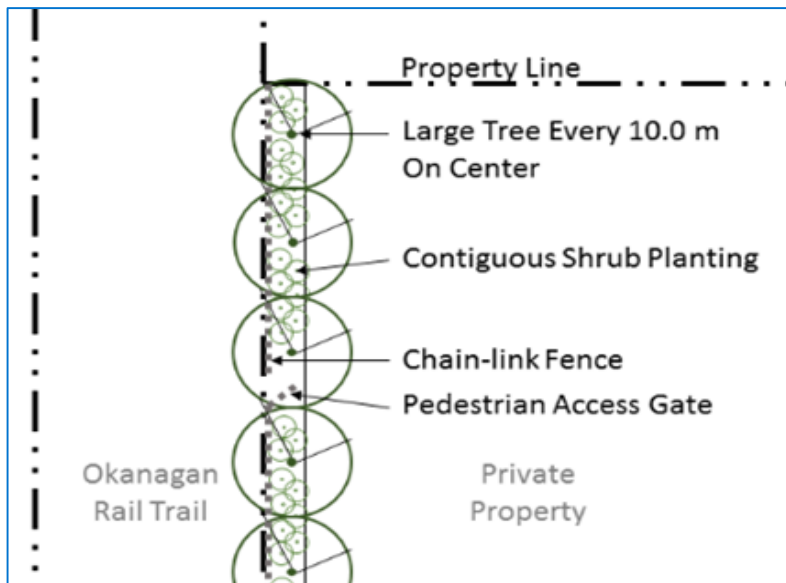 Property Line
Large Tree Every 10.0 m
On Center
Contiguous Shrub Planting
Chain-link Fence
Pedestrian Access Gate
Okanagan
Rail Trail
Private
Property